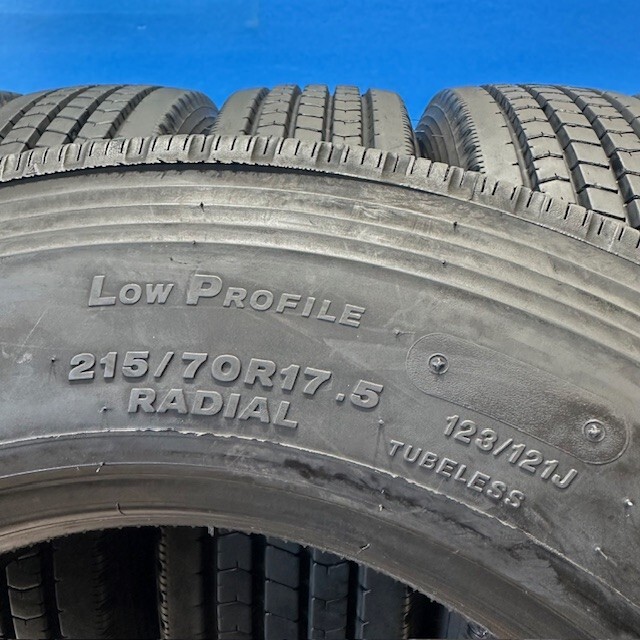 LOW PROFILE
215/70R17.5
RADIAL
123/121J
TUBELESS